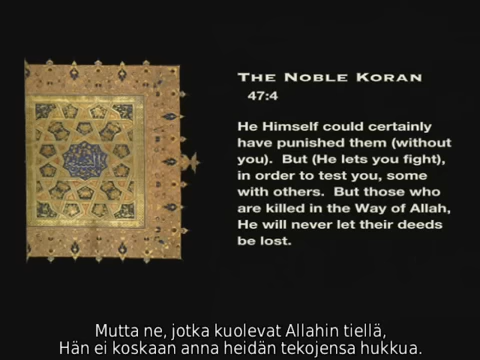 THE NOBLE KORAN
47:4
He Himself could certainly
have punished them (without
you).  But (He lets you fight),
in order to test you, some
with others.  But those who
are killed in the Way of Allah,
He will never let their deeds
be lost.
Mutta ne, jotka kuolevat Allahin tiellä,
Hän ei koskaan anna heidän tekojensa hukkua.